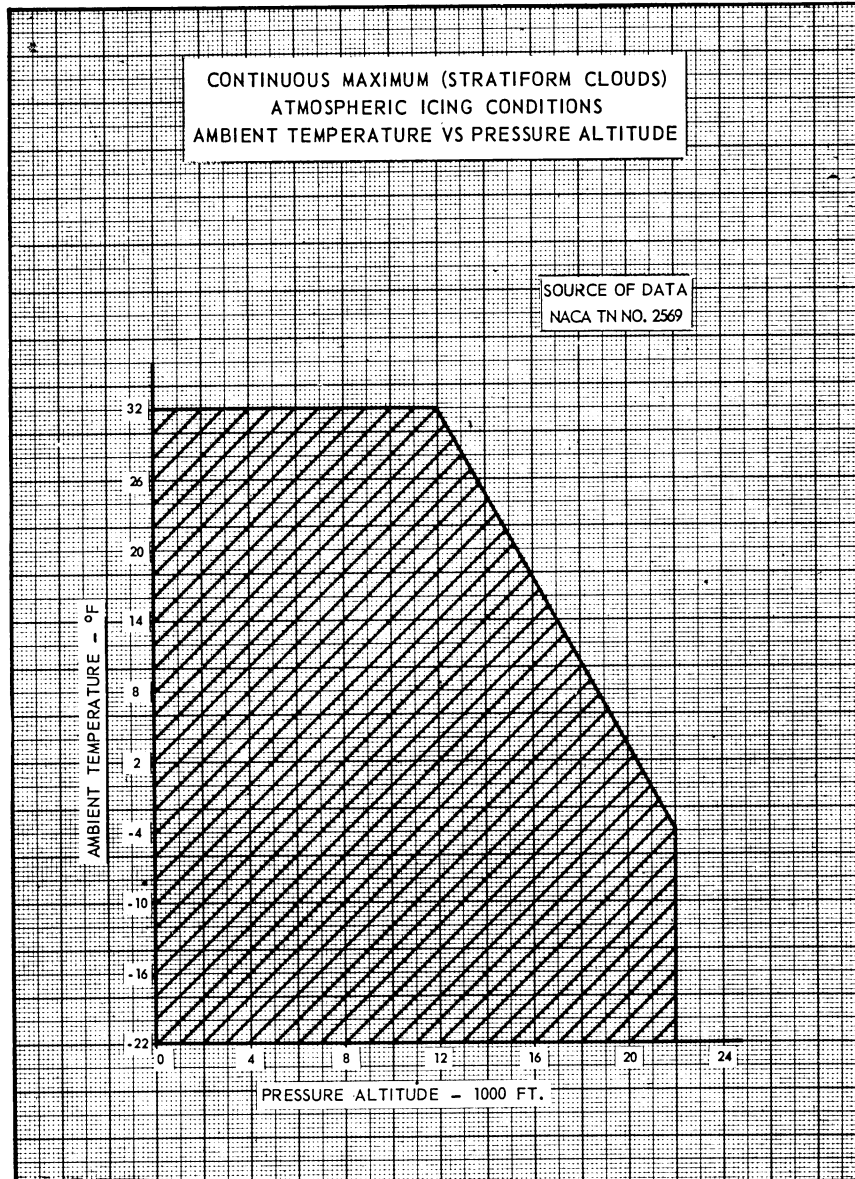 CONTINUOUS MAXIMUM (STRATIFORM CLOUDS)
ATMOSPHERIC ICING CONDITIONS
AMBIENT TEMPERATURE VS PRESSURE ALTITUDE
SOURCE OF DATA
NACA TN NO. 2569
32
26
20
14
8
2
-4
-10
-16
-22
AMBIENT TEMPERATURE - °F
0 4 8 12 16 20 24
PRESSURE ALTITUDE - 1000 FT.